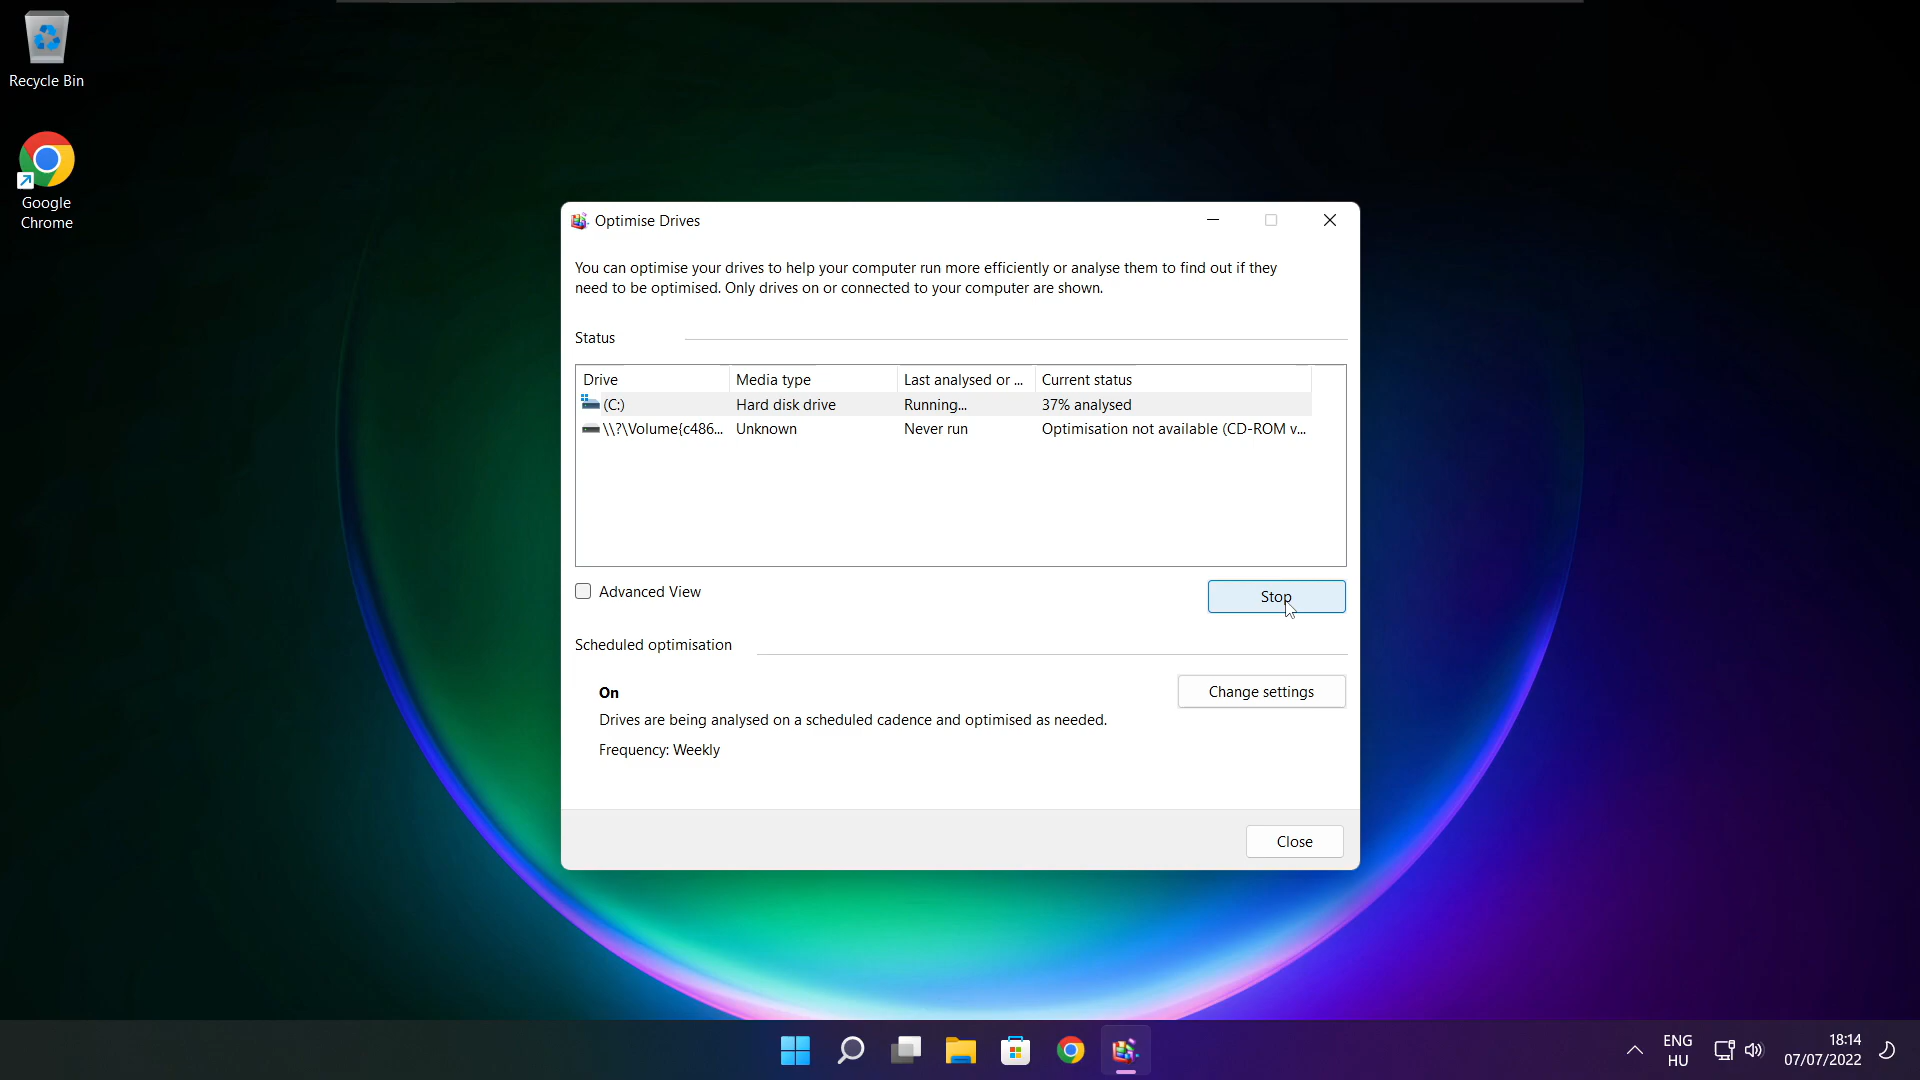 Recycle Bin
Google
Chrome
Optimise Drives
You can optimise your drives to help your computer run more efficiently or analyse them to find out if they
need to be optimised. Only drives on or connected to your computer are shown.
Status
Drive Media type Last analysed or ... Current status
(C:) Hard disk drive Running... 37% analysed
\\?\Volume{c486... Unknown Never run Optimisation not available (CD-ROM v...
Advanced View
Stop
Scheduled optimisation
On
Change settings
Drives are being analysed on a scheduled cadence and optimised as needed.
Frequency: Weekly
Close
ENG
HU
18:14
07/07/2022